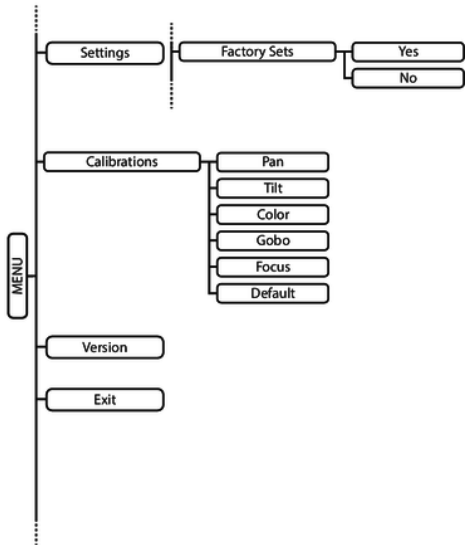 Settings
Factory Sets
Yes
No
Calibrations
Pan
Tilt
Color
Gobo
Focus
Default
MENU
Version
Exit